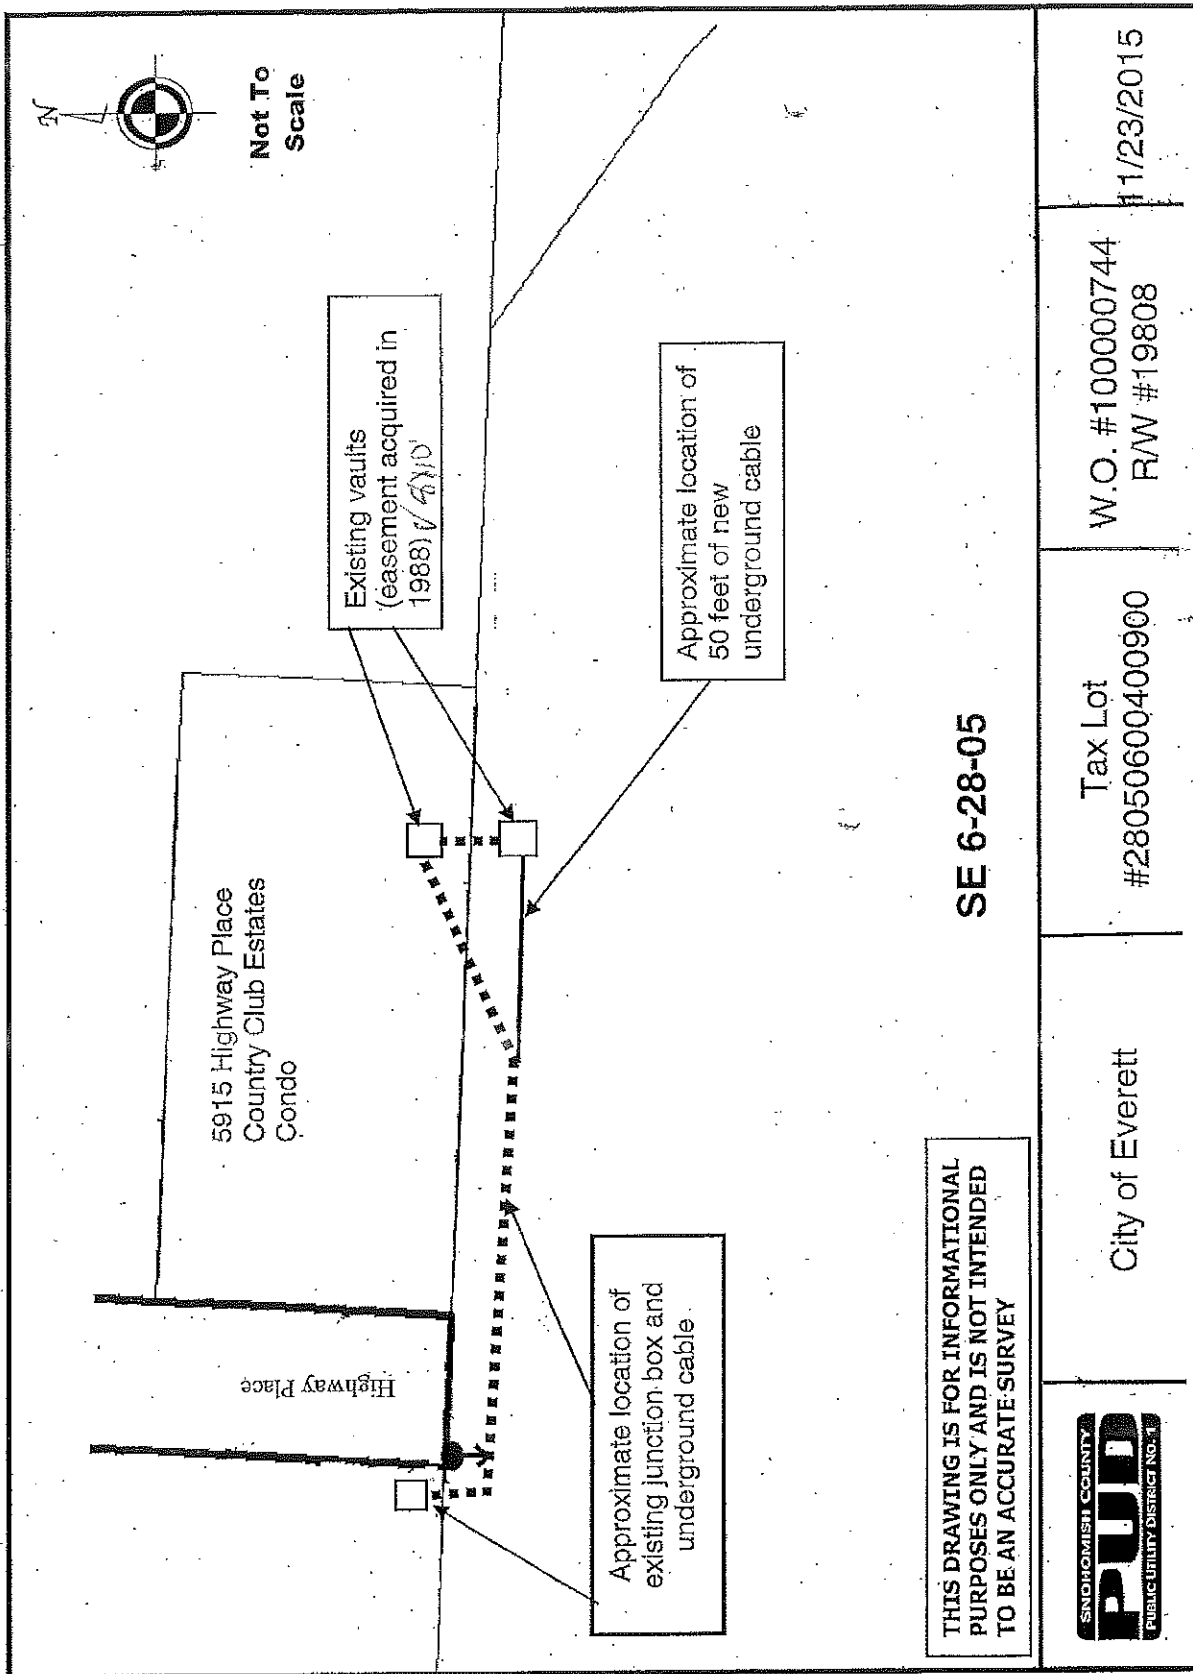 N
Not To
Scale
5915 Highway Place
Country Club Estates
Condo
Highway Place
Existing vaults
(easement acquired in
1988) 
Approximate location of
50 feet of new
underground cable
Approximate location of
existing junction box and
underground cable
SE 6-28-05
THIS DRAWING IS FOR INFORMATIONAL
PURPOSES ONLY AND IS NOT INTENDED
TO BE AN ACCURATE SURVEY
SNOHOMISH COUNTY
PUD
PUBLIC UTILITY DISTRICT NO. 1
City of Everett
Tax Lot
#28050600400900
W.O. #100000744
R/W #19808
11/23/2015